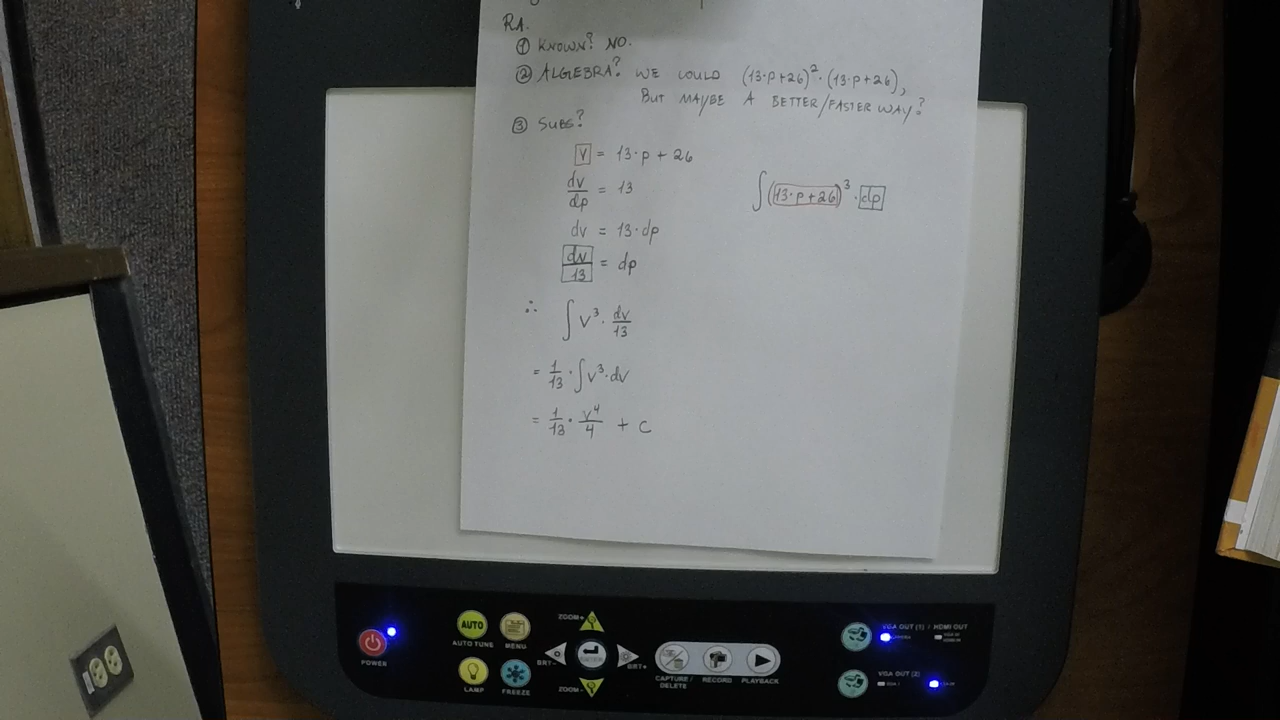 RA.
① KNOWN? NO.
② ALGEBRA? WE COULD (13·p+26)²·(13·p+26),
BUT MAYBE A BETTER/FASTER WAY?
③ SUBS?
V = 13·p + 26
dv/dp = 13
∫(13·p+26)³·dp
dv = 13·dp
dv/13 = dp
∴ ∫v³·dv/13
= 1/13·∫v³·dv
= 1/13·v⁴/4 + C
ZOOM+
AUTO
AUTO TUNE MENU
POWER
BRT- BRT+
LAMP FREEZE
ZOOM-
CAPTURE / DELETE RECORD PLAYBACK
VGA OUT (1) / HDMI OUT
VGA OUT (2)